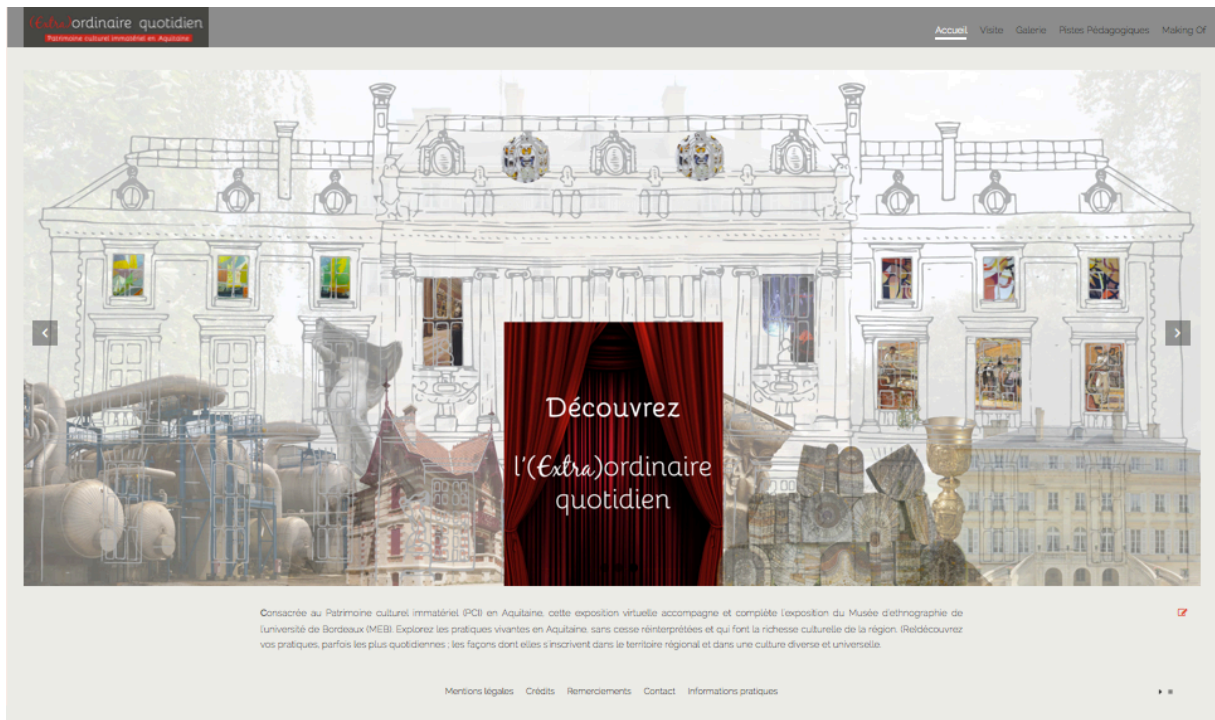 (Extra)ordinaire quotidien
Patrimoine culturel immatériel en Aquitaine
Accueil Visite Galerie Pistes Pédagogiques Making Of
Découvrez
l'(Extra)ordinaire
quotidien
Consacrée au Patrimoine culturel immatériel (PCI) en Aquitaine, cette exposition virtuelle accompagne et complète l'exposition du Musée d'ethnographie de
l'université de Bordeaux (MEB). Explorez les pratiques vivantes en Aquitaine, sans cesse réinterprétées et qui font la richesse culturelle de la région. (Re)découvrez
vos pratiques, parfois les plus quotidiennes ; les façons dont elles s'inscrivent dans le territoire régional et dans une culture diverse et universelle.
Mentions légales Crédits Remerciements Contact Informations pratiques